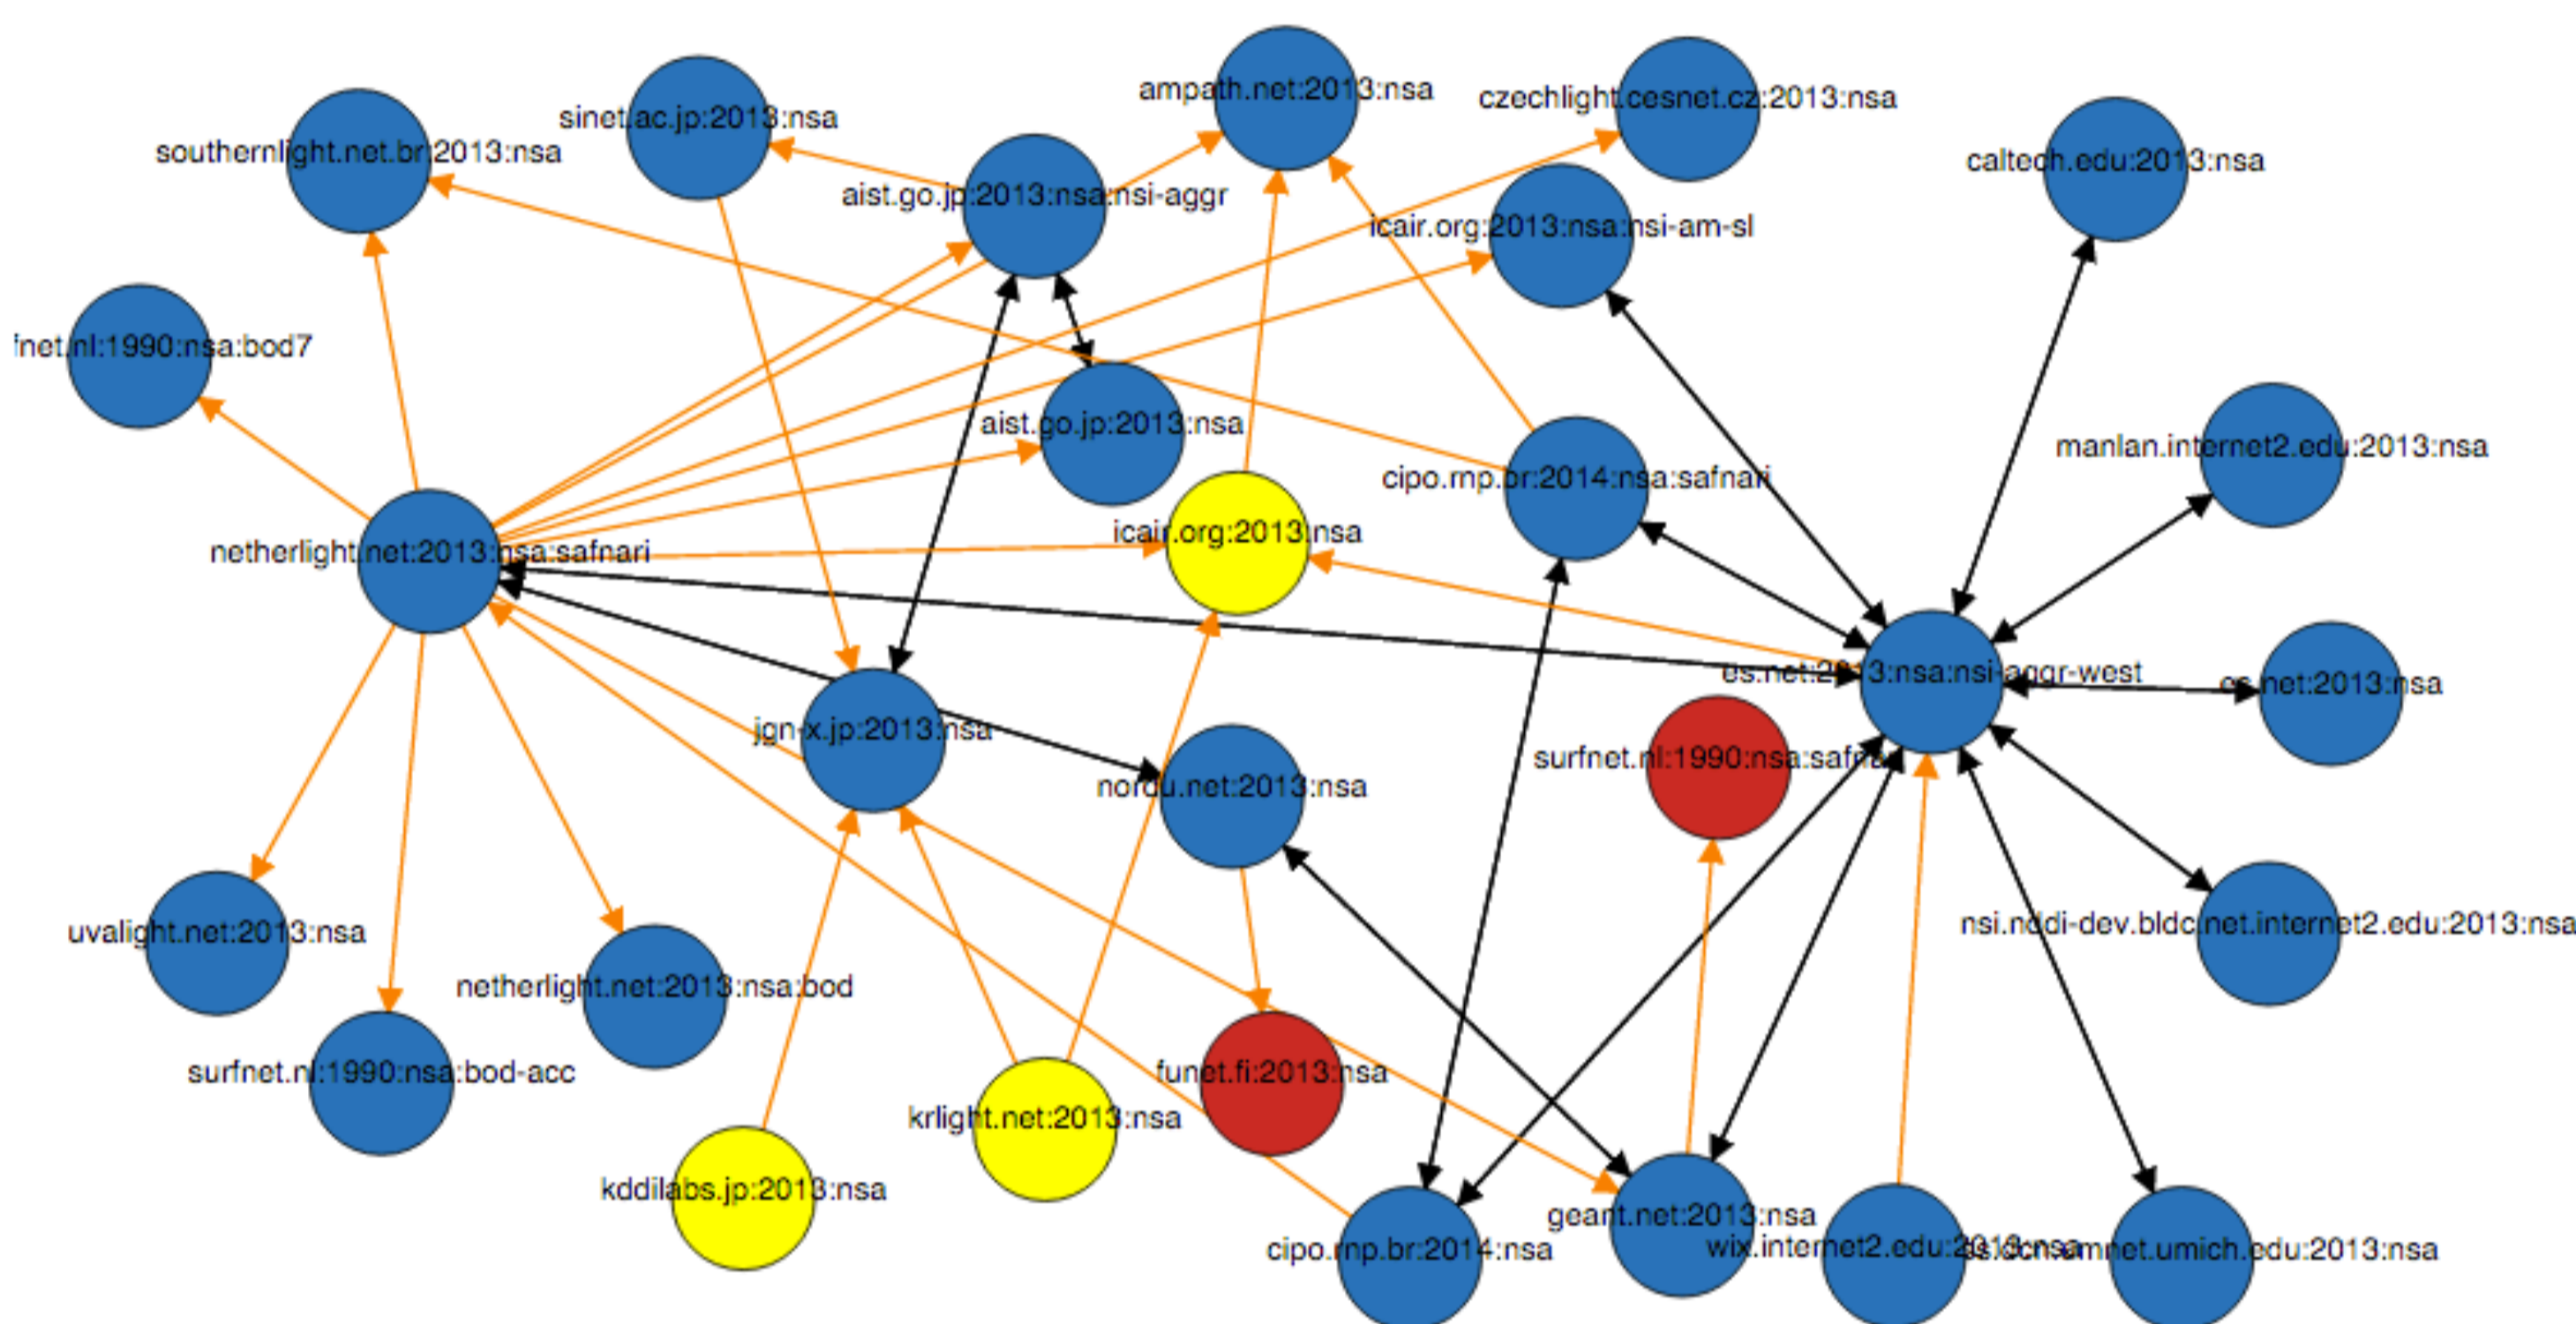 ampath.net:2013:nsa
czechlight.cesnet.cz:2013:nsa
sinet.ac.jp:2013:nsa
southernlight.net.br:2013:nsa
caltech.edu:2013:nsa
aist.go.jp:2013:nsa:nsi-aggr
icair.org:2013:nsa:nsi-am-sl
fnet.nl:1990:nsa:bod7
aist.go.jp:2013:nsa
manlan.internet2.edu:2013:nsa
cipo.rnp.br:2014:nsa:safnari
icair.org:2013:nsa
netherlight.net:2013:nsa:safnari
es.net:2013:nsa:nsi-aggr-west
es.net:2013:nsa
jgn-x.jp:2013:nsa
surfnet.nl:1990:nsa:safnari
nordu.net:2013:nsa
nsi.nddi-dev.bldc.net.internet2.edu:2013:nsa
uvalight.net:2013:nsa
netherlight.net:2013:nsa:bod
surfnet.nl:1990:nsa:bod-acc
funet.fi:2013:nsa
krlight.net:2013:nsa
kddilabs.jp:2013:nsa
geant.net:2013:nsa
cipo.rnp.br:2014:nsa
wix.internet2.edu:2013:nsa
umich.edu:2013:nsa